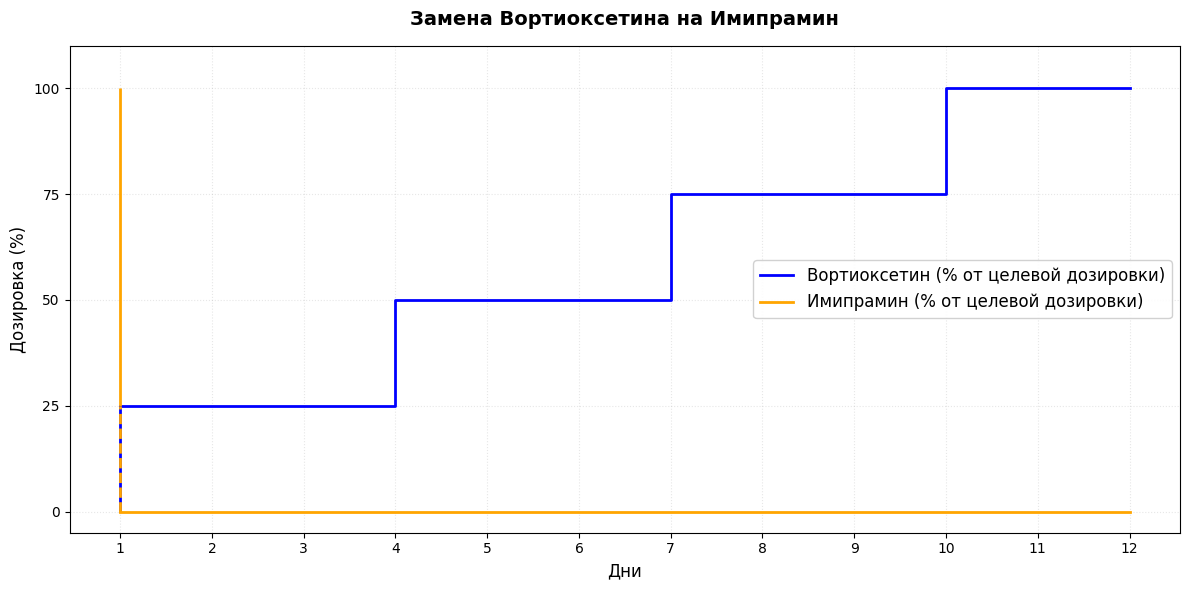 Замена Вортиоксетина на Имипрамин
Дозировка (%)
100
75
50
25
0
Вортиоксетин (% от целевой дозировки)
Имипрамин (% от целевой дозировки)
1 2 3 4 5 6 7 8 9 10 11 12
Дни